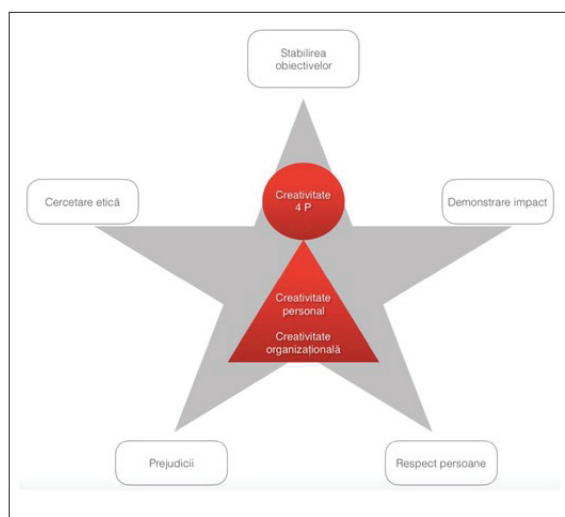 Stabilirea
obiectivelor
Cercetare etică
Creativitate
4 P
Demonstrare impact
Creativitate
personal
Creativitate
organizațională
Prejudicii
Respect persoane